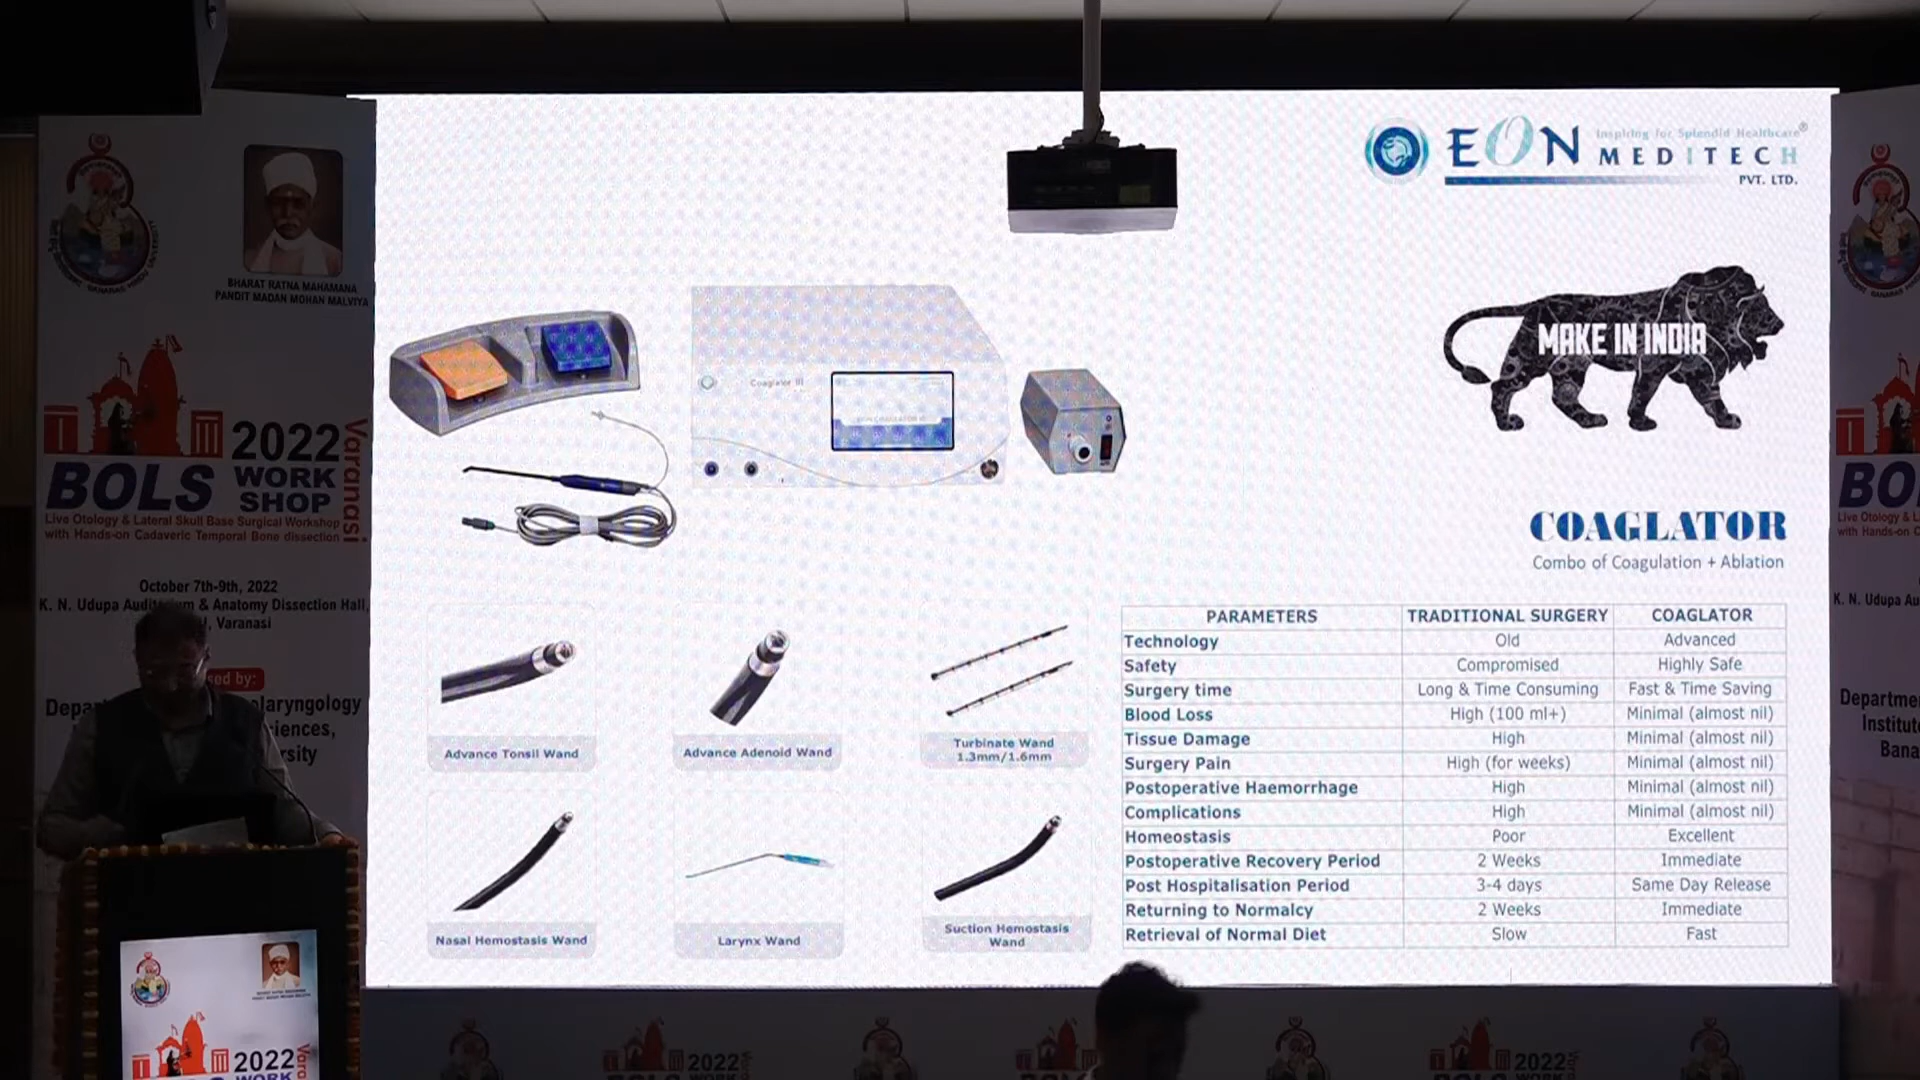 BHARAT RATNA MAHAMANA
PANDIT MADAN MOHAN MALVIYA
2022
BOLS WORK
SHOP
Varanasi
Live Otology & Lateral Skull Base Surgical Workshop
with Hands-on Cadaveric Temporal Bone dissection
October 7th-9th, 2022
K. N. Udupa & Anatomy Dissection Hall,
Varanasi
by:
2022
WORK
EON
Inspiring for Splendid Healthcare®
MEDITECH
PVT. LTD.
MAKE IN INDIA
Coaglator III
COAGLATOR
Combo of Coagulation + Ablation
Advance Tonsil Wand
Advance Adenoid Wand
Turbinate Wand
1.3mm/1.6mm
Nasal Hemostasis Wand
Larynx Wand
Suction Hemostasis
Wand
PARAMETERS TRADITIONAL SURGERY COAGLATOR
Technology Old Advanced
Safety Compromised Highly Safe
Surgery time Long & Time Consuming Fast & Time Saving
Blood Loss High (100 ml+) Minimal (almost nil)
Tissue Damage High Minimal (almost nil)
Surgery Pain High (for weeks) Minimal (almost nil)
Postoperative Haemorrhage High Minimal (almost nil)
Complications High Minimal (almost nil)
Homeostasis Poor Excellent
Postoperative Recovery Period 2 Weeks Immediate
Post Hospitalisation Period 3-4 days Same Day Release
Returning to Normalcy 2 Weeks Immediate
Retrieval of Normal Diet Slow Fast
K. N. Udupa
2022
2022
2022